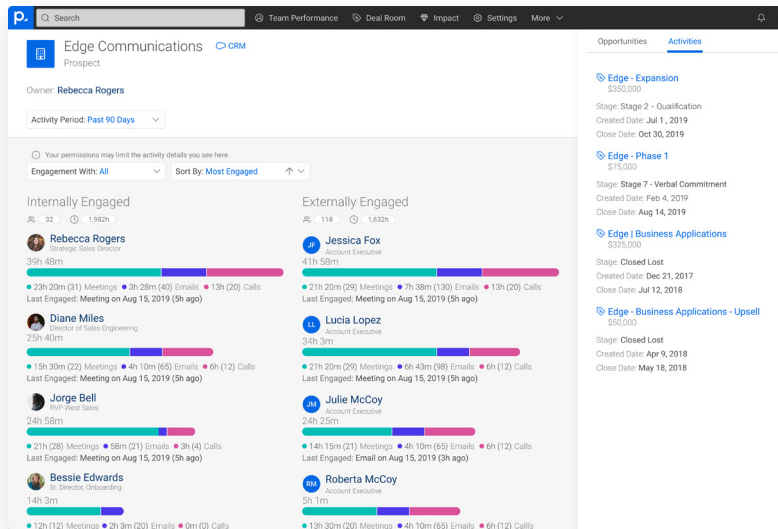 p.
Search
Team Performance
Deal Room
Impact
Settings
More
Edge Communications
CRM
Prospect
Owner: Rebecca Rogers
Activity Period: Past 90 Days
Your permissions may limit the activity details you see here.
Engagement With: All
Sort By: Most Engaged
Internally Engaged
32
1,982h
Rebecca Rogers
Strategic Sales Director
39h 48m
23h 20m (31) Meetings 3h 28m (40) Emails 13h (20) Calls
Last Engaged: Meeting on Aug 15, 2019 (5h ago)
Diane Miles
Director of Sales Engineering
25h 40m
15h 30m (22) Meetings 4h 10m (65) Emails 6h (12) Calls
Last Engaged: Meeting on Aug 15, 2019 (5h ago)
Jorge Bell
RVP West Sales
24h 58m
21h (28) Meetings 58m (21) Emails 3h (4) Calls
Last Engaged: Meeting on Aug 15, 2019 (5h ago)
Bessie Edwards
Sr. Director, Onboarding
14h 3m
12h (12) Meetings 2h 3m (20) Emails 0m (0) Calls
Externally Engaged
118
1,632h
JF
Jessica Fox
Account Executive
41h 58m
21h 20m (29) Meetings 7h 38m (130) Emails 13h (20) Calls
Last Engaged: Meeting on Aug 15, 2019 (5h ago)
LL
Lucia Lopez
Account Executive
34h 3m
21h 20m (29) Meetings 6h 43m (98) Emails 6h (12) Calls
Last Engaged: Meeting on Aug 15, 2019 (5h ago)
JM
Julie McCoy
Account Executive
24h 25m
14h 15m (21) Meetings 4h 10m (65) Emails 6h (12) Calls
Last Engaged: Email on Aug 15, 2019 (3h ago)
RM
Roberta McCoy
Account Executive
5h 1m
13h 30m (20) Meetings 4h 10m (65) Emails 6h (12) Calls
Opportunities
Activities
Edge - Expansion
$350,000
Stage: Stage 2 - Qualification
Created Date: Jul 1 , 2019
Close Date: Oct 30, 2019
Edge - Phase 1
$75,000
Stage: Stage 7 - Verbal Commitment
Created Date: Feb 4, 2019
Close Date: Aug 14, 2019
Edge | Business Applications
$325,000
Stage: Closed Lost
Created Date: Dec 21, 2017
Close Date: Jul 12, 2018
Edge - Business Applications - Upsell
$50,000
Stage: Closed Lost
Created Date: Apr 9, 2018
Close Date: May 18, 2018